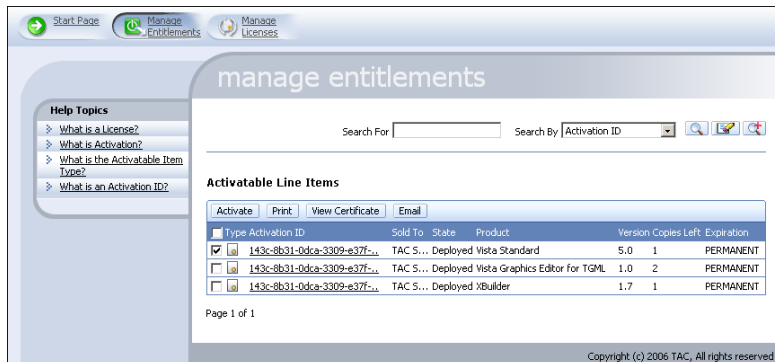 Start Page
Manage Entitlements
Manage Licenses
manage entitlements
Help Topics
What is a License?
What is Activation?
What is the Activatable Item Type?
What is an Activation ID?
Search For
Search By Activation ID
Activatable Line Items
Activate Print View Certificate Email
Type Activation ID Sold To State Product Version Copies Left Expiration
143c-8b31-0dca-3309-e37f-.. TAC S... Deployed Vista Standard 5.0 1 PERMANENT
143c-8b31-0dca-3309-e37f-.. TAC S... Deployed Vista Graphics Editor for TGML 1.0 2 PERMANENT
143c-8b31-0dca-3309-e37f-.. TAC S... Deployed XBuilder 1.7 1 PERMANENT
Page 1 of 1
Copyright (c) 2006 TAC, All rights reserved